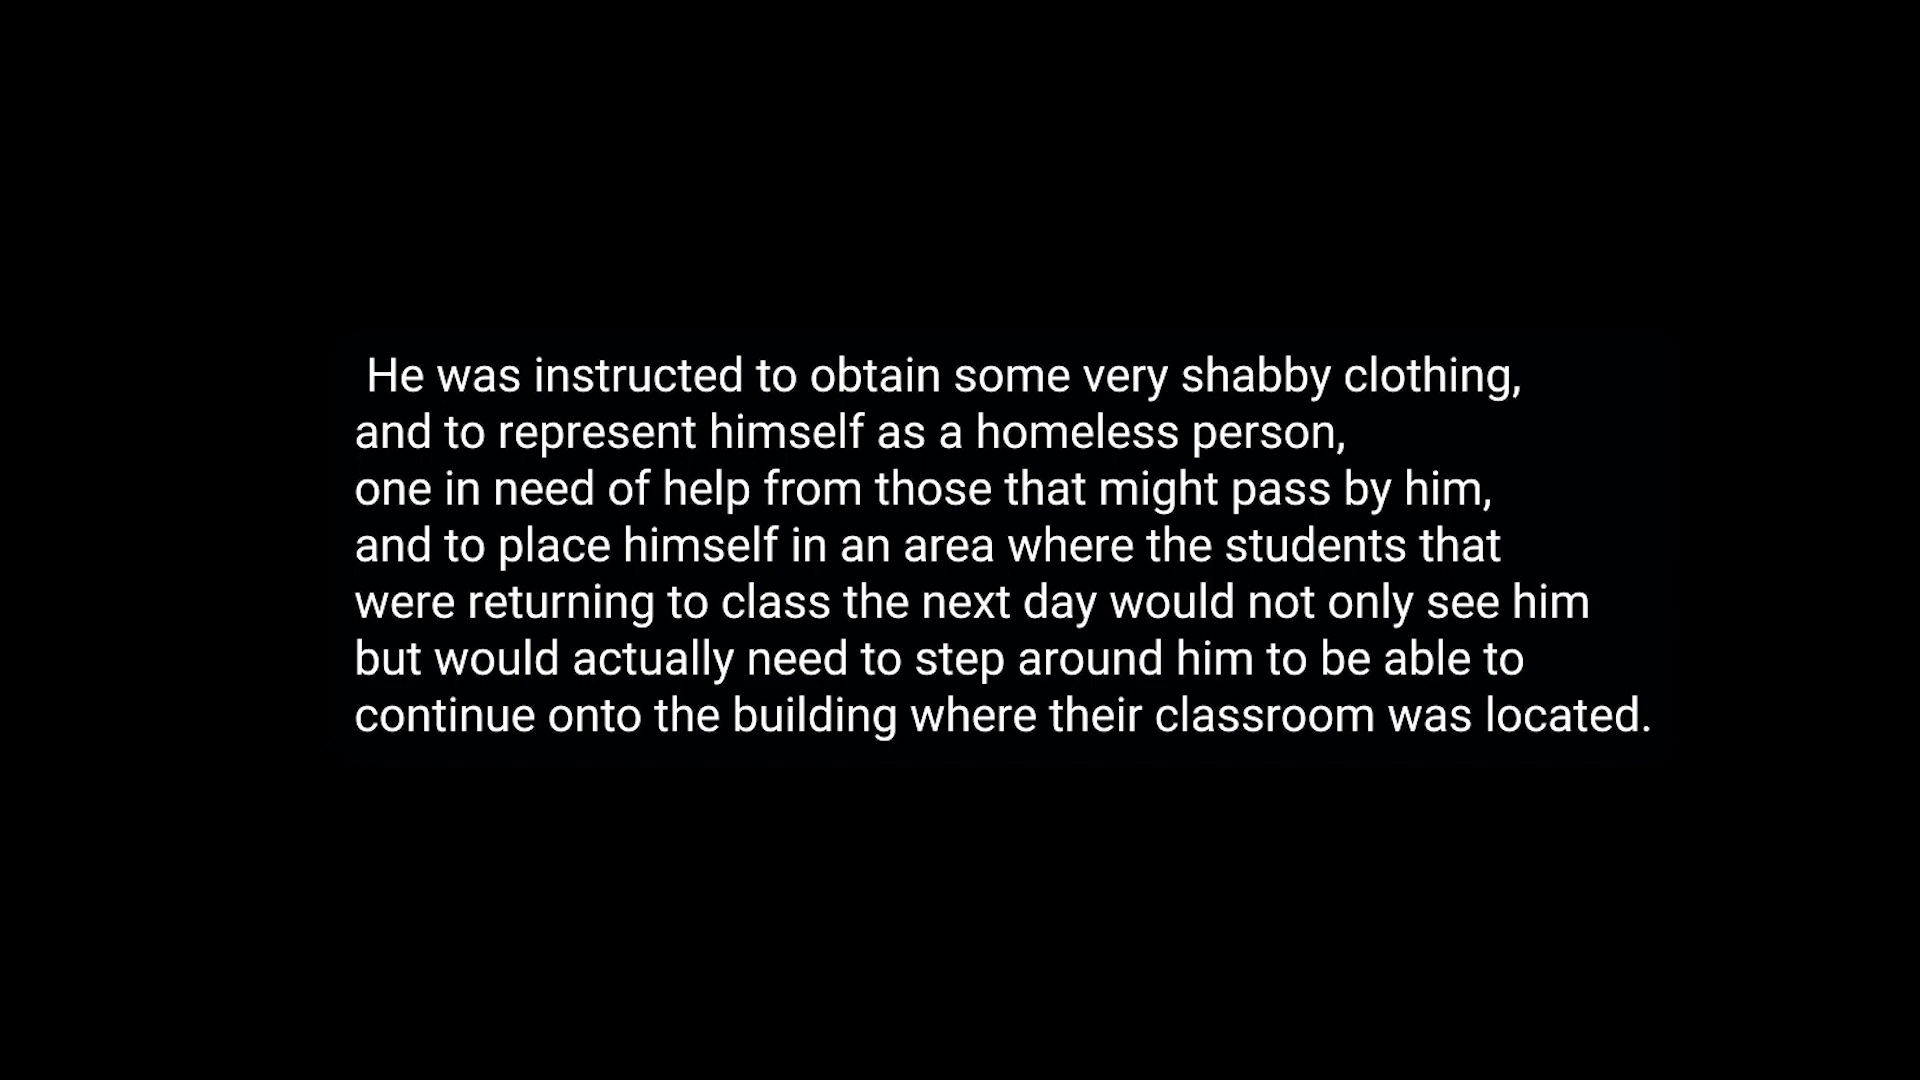 He was instructed to obtain some very shabby clothing,
and to represent himself as a homeless person,
one in need of help from those that might pass by him,
and to place himself in an area where the students that
were returning to class the next day would not only see him
but would actually need to step around him to be able to
continue onto the building where their classroom was located.